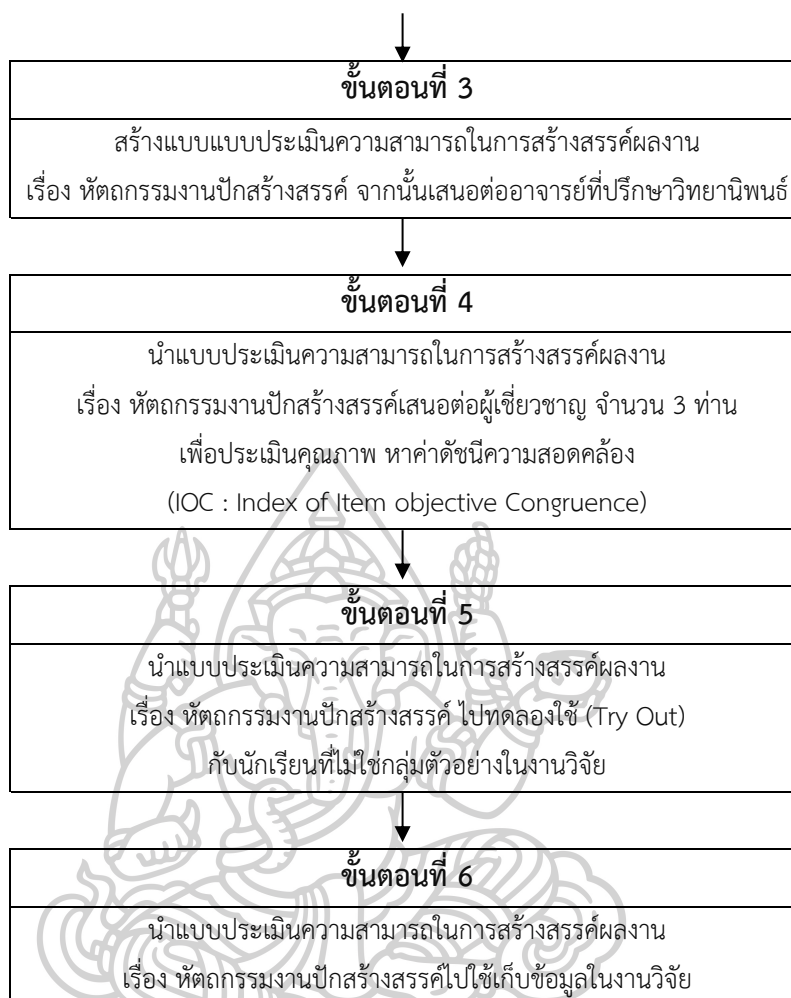 ขั้นตอนที่ 3
สร้างแบบแบบประเมินความสามารถในการสร้างสรรค์ผลงาน
เรื่อง หัตถกรรมงานปักสร้างสรรค์ จากนั้นเสนอต่ออาจารย์ที่ปรึกษาวิทยานิพนธ์
ขั้นตอนที่ 4
นำแบบประเมินความสามารถในการสร้างสรรค์ผลงาน
เรื่อง หัตถกรรมงานปักสร้างสรรค์เสนอต่อผู้เชี่ยวชาญ จำนวน 3 ท่าน
เพื่อประเมินคุณภาพ หาค่าดัชนีความสอดคล้อง
(IOC : Index of Item objective Congruence)
ขั้นตอนที่ 5
นำแบบประเมินความสามารถในการสร้างสรรค์ผลงาน
เรื่อง หัตถกรรมงานปักสร้างสรรค์ ไปทดลองใช้ (Try Out)
กับนักเรียนที่ไม่ใช่กลุ่มตัวอย่างในงานวิจัย
ขั้นตอนที่ 6
นำแบบประเมินความสามารถในการสร้างสรรค์ผลงาน
เรื่อง หัตถกรรมงานปักสร้างสรรค์ไปใช้เก็บข้อมูลในงานวิจัย